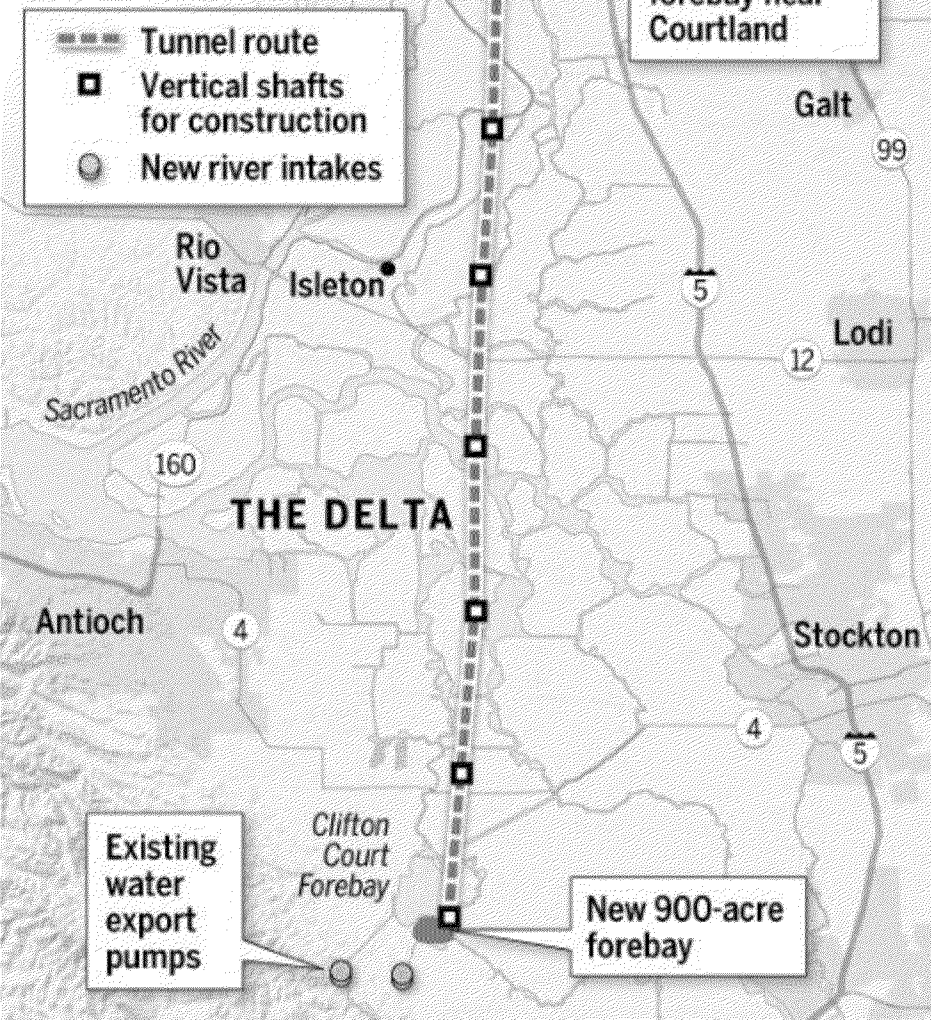 forebay near
Courtland
Tunnel route
Vertical shafts
for construction
New river intakes
Galt
99
Rio
Vista
Isleton
5
Lodi
12
Sacramento River
160
THE DELTA
Antioch
4
Stockton
4
5
Clifton
Court
Forebay
Existing
water
export
pumps
New 900-acre
forebay